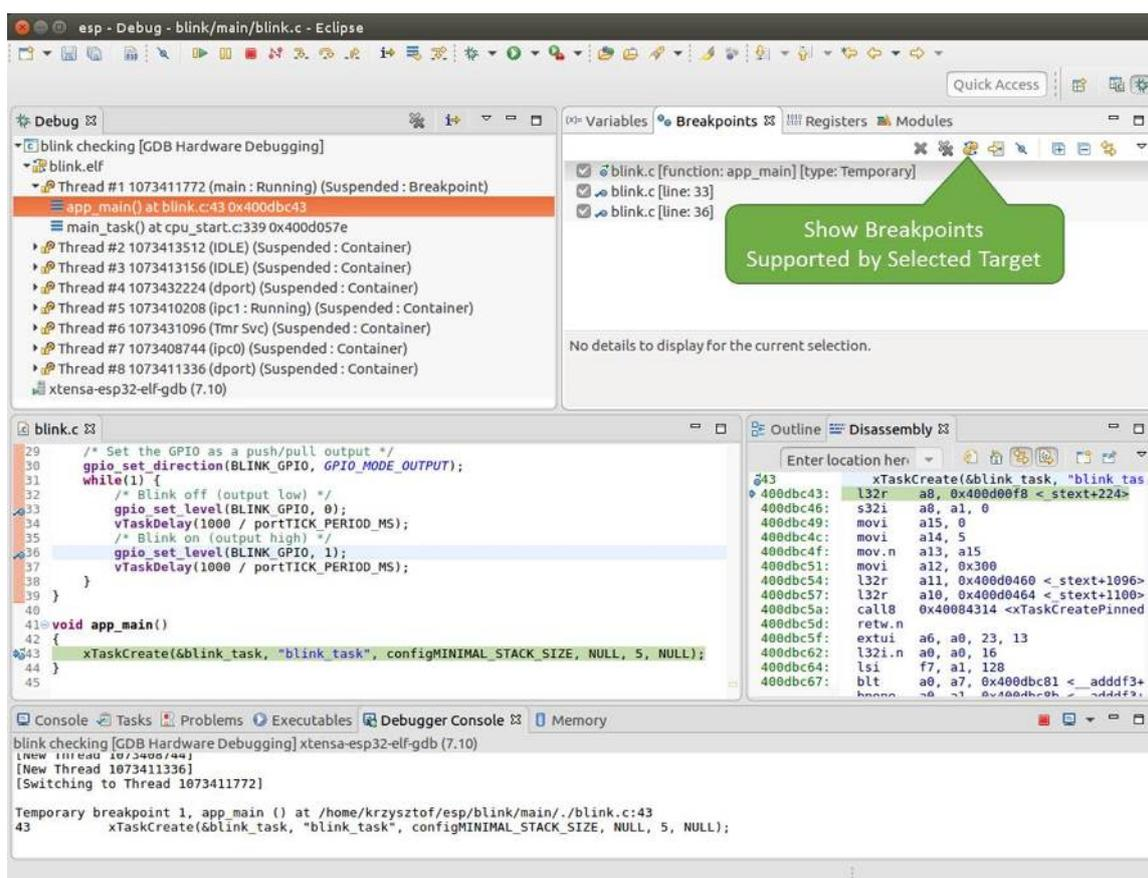 esp - Debug - blink/main/blink.c - Eclipse
Quick Access
Debug
blink checking [GDB Hardware Debugging]
blink.elf
Thread #1 1073411772 (main : Running) (Suspended : Breakpoint)
app_main() at blink.c:43 0x400dbc43
main_task() at cpu_start.c:339 0x400d057e
Thread #2 1073413512 (IDLE) (Suspended : Container)
Thread #3 1073413156 (IDLE) (Suspended : Container)
Thread #4 1073432224 (dport) (Suspended : Container)
Thread #5 1073410208 (ipc1 : Running) (Suspended : Container)
Thread #6 1073431096 (Tmr Svc) (Suspended : Container)
Thread #7 1073408744 (ipc0) (Suspended : Container)
Thread #8 1073411336 (dport) (Suspended : Container)
xtensa-esp32-elf-gdb (7.10)
(x)= Variables Breakpoints Registers Modules
blink.c [function: app_main] [type: Temporary]
blink.c [line: 33]
blink.c [line: 36]
Show Breakpoints
Supported by Selected Target
No details to display for the current selection.
blink.c
29 /* Set the GPIO as a push/pull output */
30 gpio_set_direction(BLINK_GPIO, GPIO_MODE_OUTPUT);
31 while(1) {
32 /* Blink off (output low) */
33 gpio_set_level(BLINK_GPIO, 0);
34 vTaskDelay(1000 / portTICK_PERIOD_MS);
35 /* Blink on (output high) */
36 gpio_set_level(BLINK_GPIO, 1);
37 vTaskDelay(1000 / portTICK_PERIOD_MS);
38 }
39 }
40
41 void app_main()
42 {
43 xTaskCreate(&blink_task, "blink_task", configMINIMAL_STACK_SIZE, NULL, 5, NULL);
44 }
45
Outline Disassembly
Enter location her
43 xTaskCreate(&blink_task, "blink_tas
400dbc43: l32r a8, 0x400d00f8 <_stext+224>
400dbc46: s32i a8, a1, 0
400dbc49: movi a15, 0
400dbc4c: movi a14, 5
400dbc4f: mov.n a13, a15
400dbc51: movi a12, 0x300
400dbc54: l32r a11, 0x400d0460 <_stext+1096>
400dbc57: l32r a10, 0x400d0464 <_stext+1100>
400dbc5a: call8 0x40084314 <xTaskCreatePinned
400dbc5d: retw.n
400dbc5f: extui a6, a0, 23, 13
400dbc62: l32i.n a0, a0, 16
400dbc64: lsi f7, a1, 128
400dbc67: blt a0, a7, 0x400dbc81 <__adddf3+
Console Tasks Problems Executables Debugger Console Memory
blink checking [GDB Hardware Debugging] xtensa-esp32-elf-gdb (7.10)
[New Thread 1073408744]
[New Thread 1073411336]
[Switching to Thread 1073411772]
Temporary breakpoint 1, app_main () at /home/krzysztof/esp/blink/main/./blink.c:43
43 xTaskCreate(&blink_task, "blink_task", configMINIMAL_STACK_SIZE, NULL, 5, NULL);